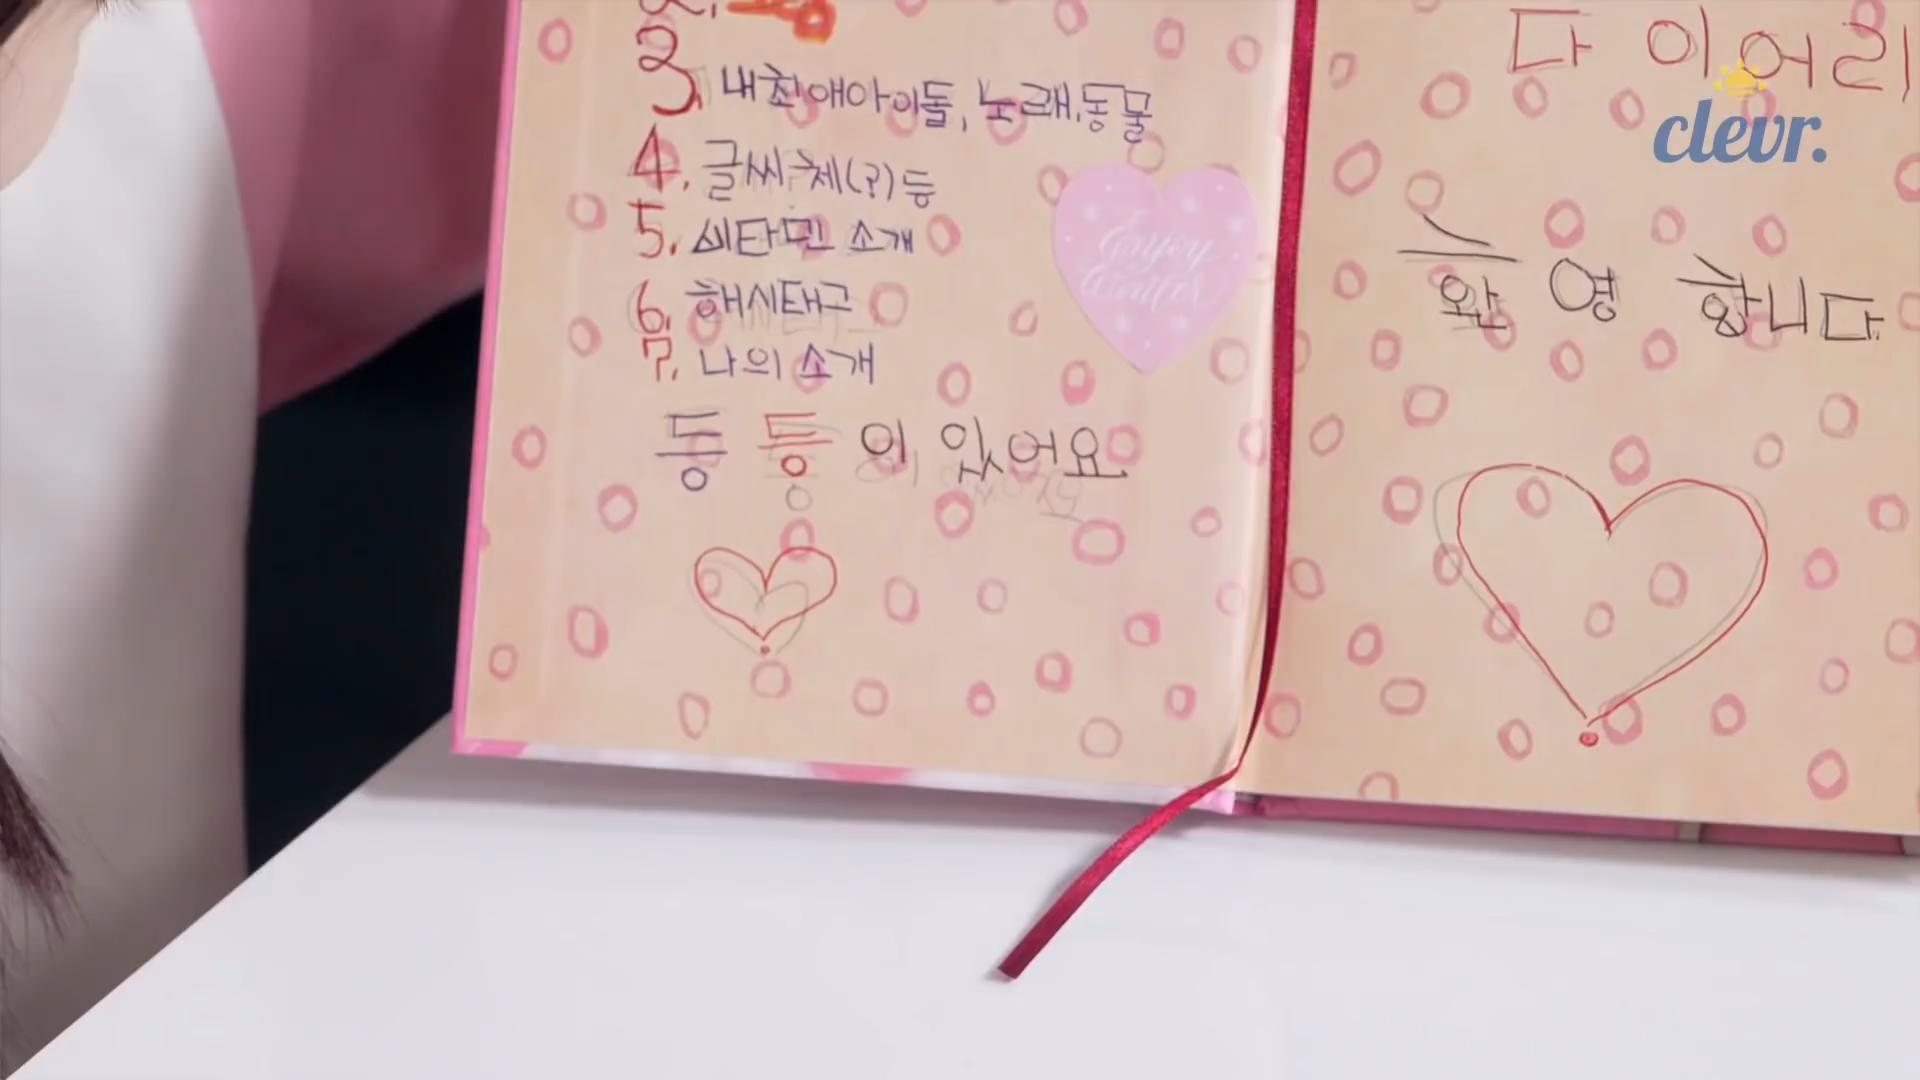 2.
3. 내최애아이돌, 노래,동물
4. 글씨체(?)등
5. 비타민 소개
6. 해시태그
7. 나의 소개
등 등 이 있어요
Enjoy
다이어리
환영합니다
clevr.